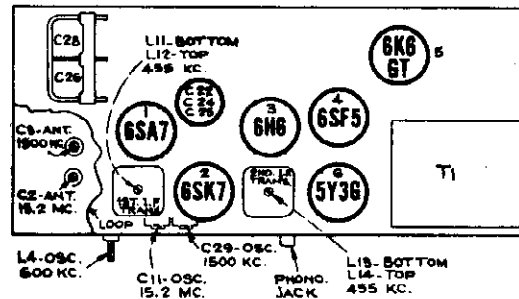 L11-BOTTOM
L12-TOP
455 KC.
C28
C26
C22
C24
C25
6K6
GT
5
1
6SA7
3
6H6
4
6SF5
C3-ANT.
1500 KC.
C2-ANT.
15.2 MC.
1ST. I.F.
TRANS.
2
6SK7
2ND. I.F.
TRANS.
6
5Y3G
T1
LOOP
L4-OSC.
600 KC.
C11-OSC.
15.2 MC.
C29-OSC.
1500 KC.
PHONO.
JACK
L13-BOTTOM
L14-TOP
455 KC.